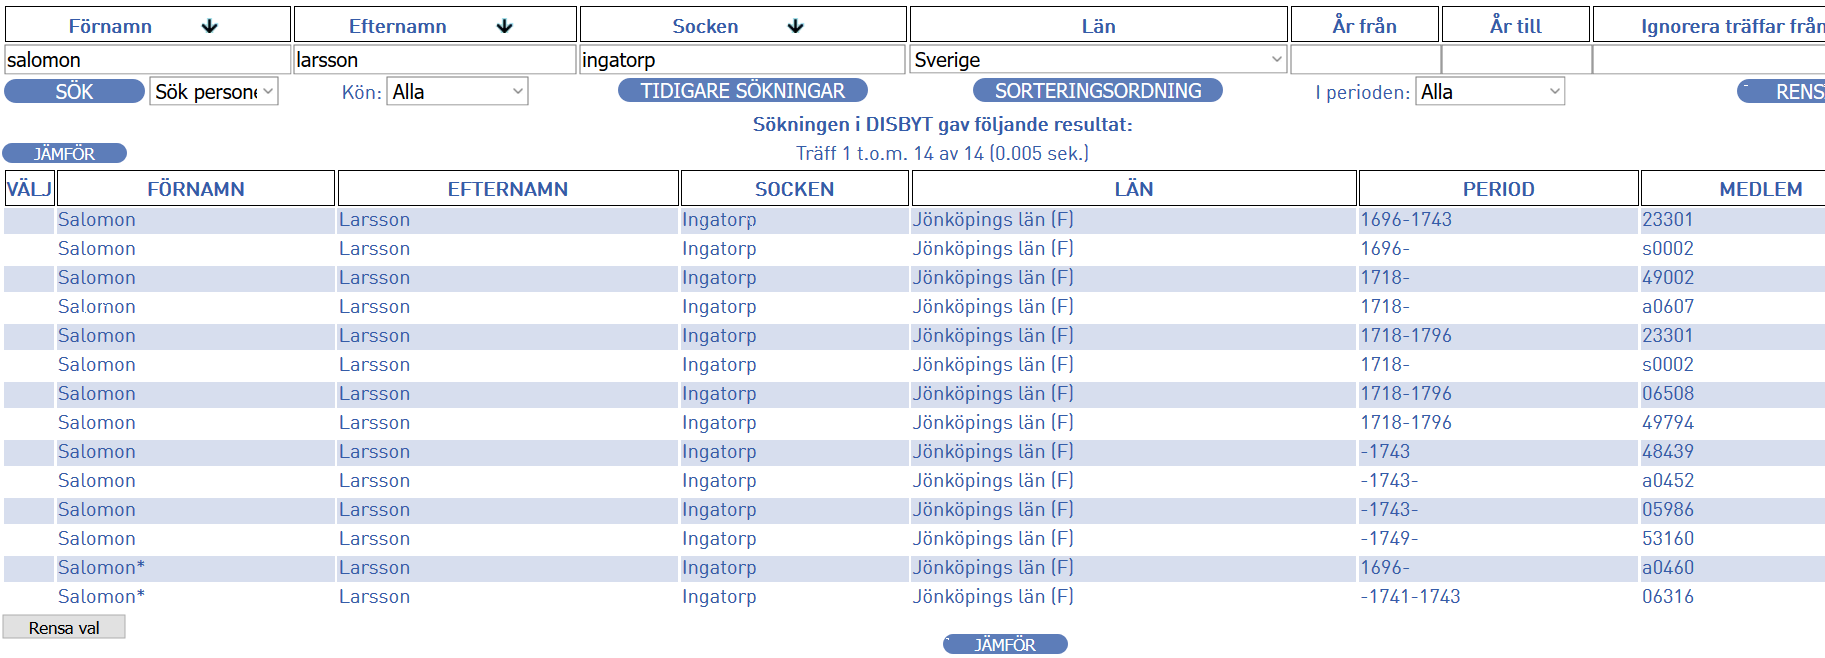 Förnamn Efternamn Socken Län År från År till Ignorera träffar från
salomon larsson ingatorp Sverige
SÖK Sök persone Kön: Alla TIDIGARE SÖKNINGAR SORTERINGSORDNING I perioden: Alla RENS
Sökningen i DISBYT gav följande resultat:
JÄMFÖR Träff 1 t.o.m. 14 av 14 (0.005 sek.)
VÄLJ FÖRNAMN EFTERNAMN SOCKEN LÄN PERIOD MEDLEM
Salomon Larsson Ingatorp Jönköpings län (F) 1696-1743 23301
Salomon Larsson Ingatorp Jönköpings län (F) 1696- s0002
Salomon Larsson Ingatorp Jönköpings län (F) 1718- 49002
Salomon Larsson Ingatorp Jönköpings län (F) 1718- a0607
Salomon Larsson Ingatorp Jönköpings län (F) 1718-1796 23301
Salomon Larsson Ingatorp Jönköpings län (F) 1718- s0002
Salomon Larsson Ingatorp Jönköpings län (F) 1718-1796 06508
Salomon Larsson Ingatorp Jönköpings län (F) 1718-1796 49794
Salomon Larsson Ingatorp Jönköpings län (F) -1743 48439
Salomon Larsson Ingatorp Jönköpings län (F) -1743- a0452
Salomon Larsson Ingatorp Jönköpings län (F) -1743- 05986
Salomon Larsson Ingatorp Jönköpings län (F) -1749- 53160
Salomon* Larsson Ingatorp Jönköpings län (F) 1696- a0460
Salomon* Larsson Ingatorp Jönköpings län (F) -1741-1743 06316
Rensa val
JÄMFÖR